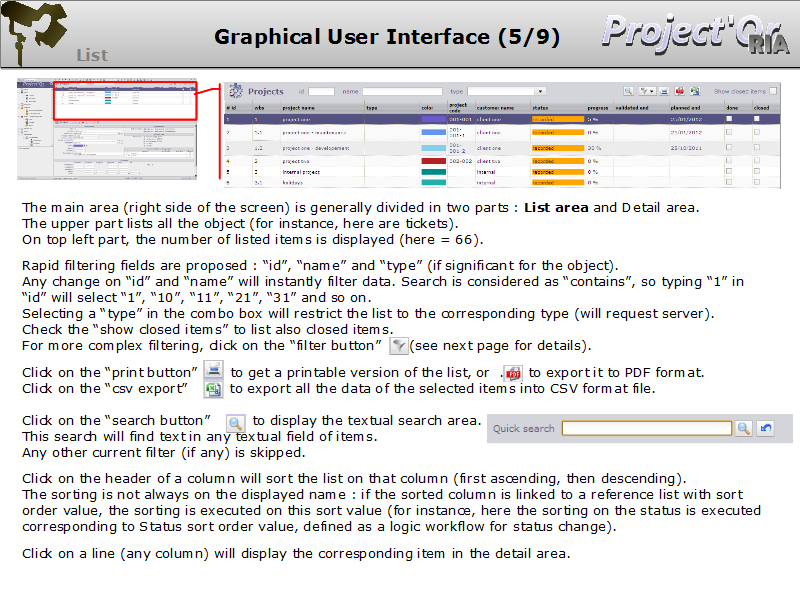 Graphical User Interface (5/9)
Project'Or
RIA
List
Projects id name type Show closed items
# id wbs project name type color project code customer name status progress validated end planned end done closed
1 1 project one 001-001 client one recorded 5 % 25/01/2012
2 1.1 project one - maintenance 001-001-1 client one recorded 0 % 25/01/2012
3 1.2 project one - developement 001-001-2 client one recorded 30 % 25/10/2011
4 2 project two 002-002 client two recorded 0 %
5 3 internal project internal recorded 0 %
6 3.1 holidays internal recorded 0 %
The main area (right side of the screen) is generally divided in two parts : List area and Detail area.
The upper part lists all the object (for instance, here are tickets).
On top left part, the number of listed items is displayed (here = 66).
Rapid filtering fields are proposed : “id”, “name” and “type” (if significant for the object).
Any change on “id” and “name” will instantly filter data. Search is considered as “contains”, so typing “1” in
“id” will select “1”, “10”, “11”, “21”, “31” and so on.
Selecting a “type” in the combo box will restrict the list to the corresponding type (will request server).
Check the “show closed items” to list also closed items.
For more complex filtering, click on the “filter button” (see next page for details).
Click on the “print button” to get a printable version of the list, or . to export it to PDF format.
Click on the “csv export” to export all the data of the selected items into CSV format file.
Click on the “search button” to display the textual search area.
Quick search
This search will find text in any textual field of items.
Any other current filter (if any) is skipped.
Click on the header of a column will sort the list on that column (first ascending, then descending).
The sorting is not always on the displayed name : if the sorted column is linked to a reference list with sort
order value, the sorting is executed on this sort value (for instance, here the sorting on the status is executed
corresponding to Status sort order value, defined as a logic workflow for status change).
Click on a line (any column) will display the corresponding item in the detail area.